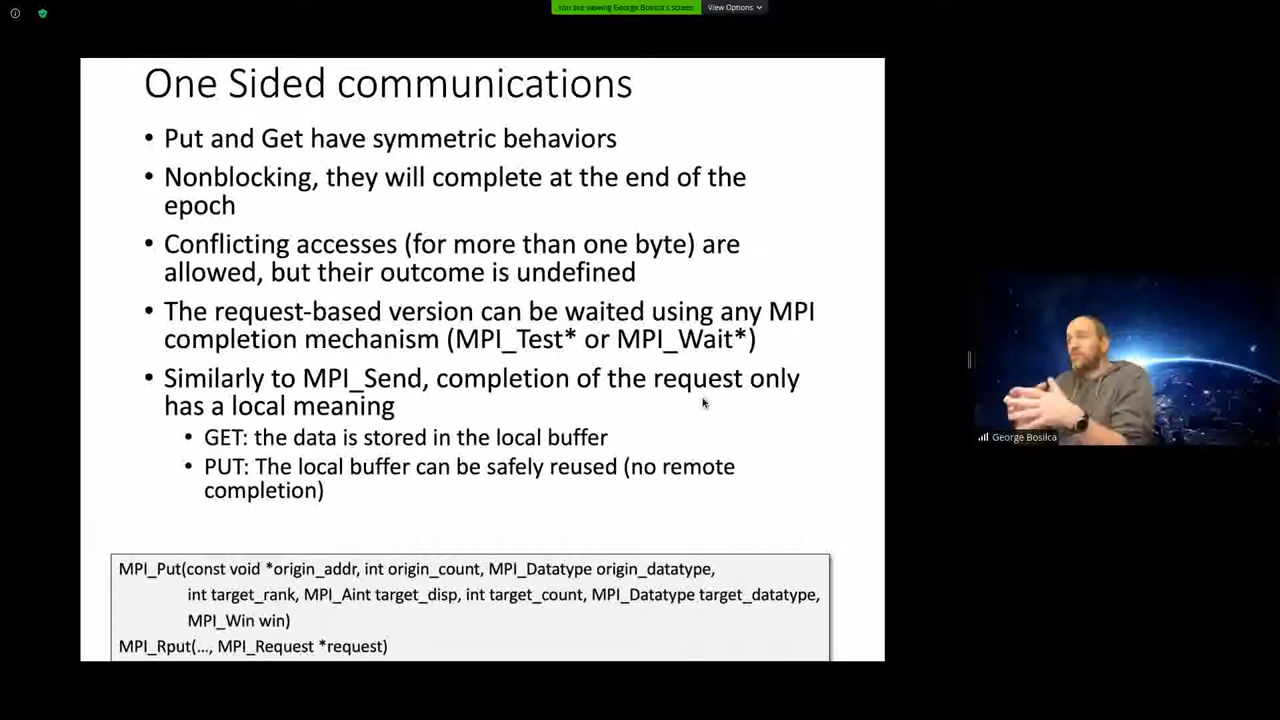 You are viewing George Bosilca's screen
View Options
One Sided communications
• Put and Get have symmetric behaviors
• Nonblocking, they will complete at the end of the
epoch
• Conflicting accesses (for more than one byte) are
allowed, but their outcome is undefined
• The request-based version can be waited using any MPI
completion mechanism (MPI_Test* or MPI_Wait*)
• Similarly to MPI_Send, completion of the request only
has a local meaning
• GET: the data is stored in the local buffer
• PUT: The local buffer can be safely reused (no remote
completion)
MPI_Put(const void *origin_addr, int origin_count, MPI_Datatype origin_datatype,
int target_rank, MPI_Aint target_disp, int target_count, MPI_Datatype target_datatype,
MPI_Win win)
MPI_Rput(..., MPI_Request *request)
George Bosilca